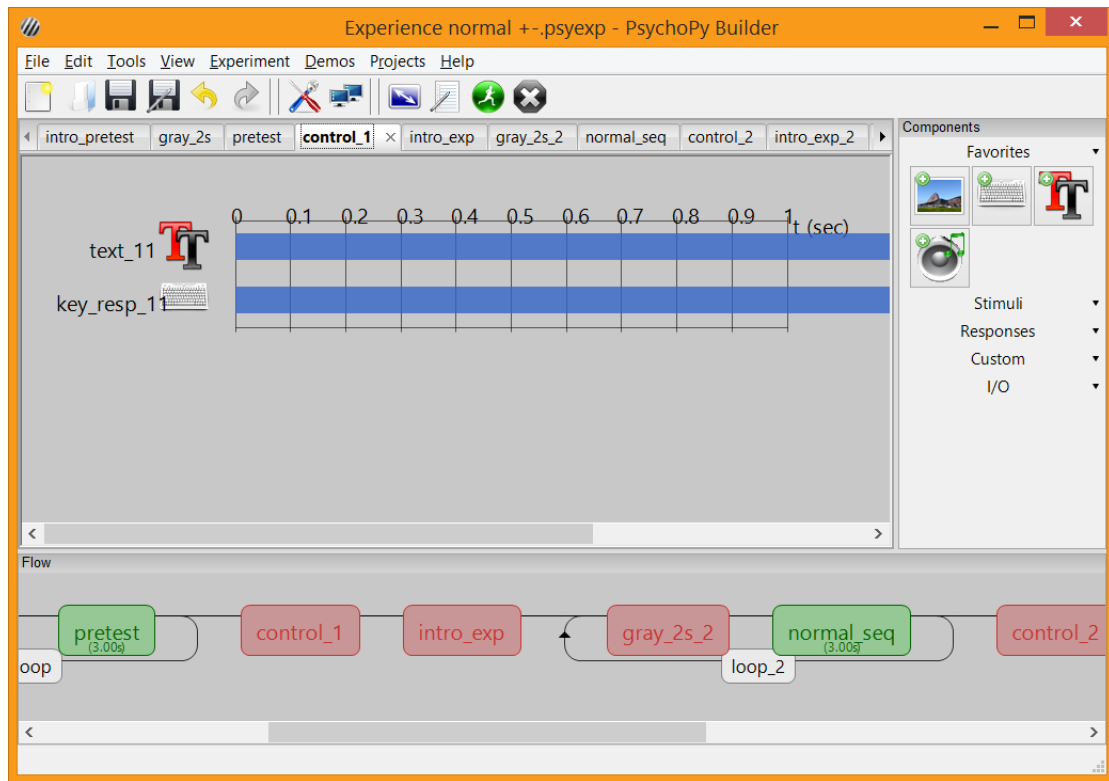 Experience normal +-.psyexp - PsychoPy Builder
File Edit Tools View Experiment Demos Projects Help
intro_pretest gray_2s pretest control_1 intro_exp gray_2s_2 normal_seq control_2 intro_exp_2
Components
Favorites
0 0.1 0.2 0.3 0.4 0.5 0.6 0.7 0.8 0.9 1 t (sec)
text_11
key_resp_11
Stimuli
Responses
Custom
I/O
Flow
pretest
(3.00s)
control_1
intro_exp
gray_2s_2
normal_seq
(3.00s)
control_2
oop
loop_2